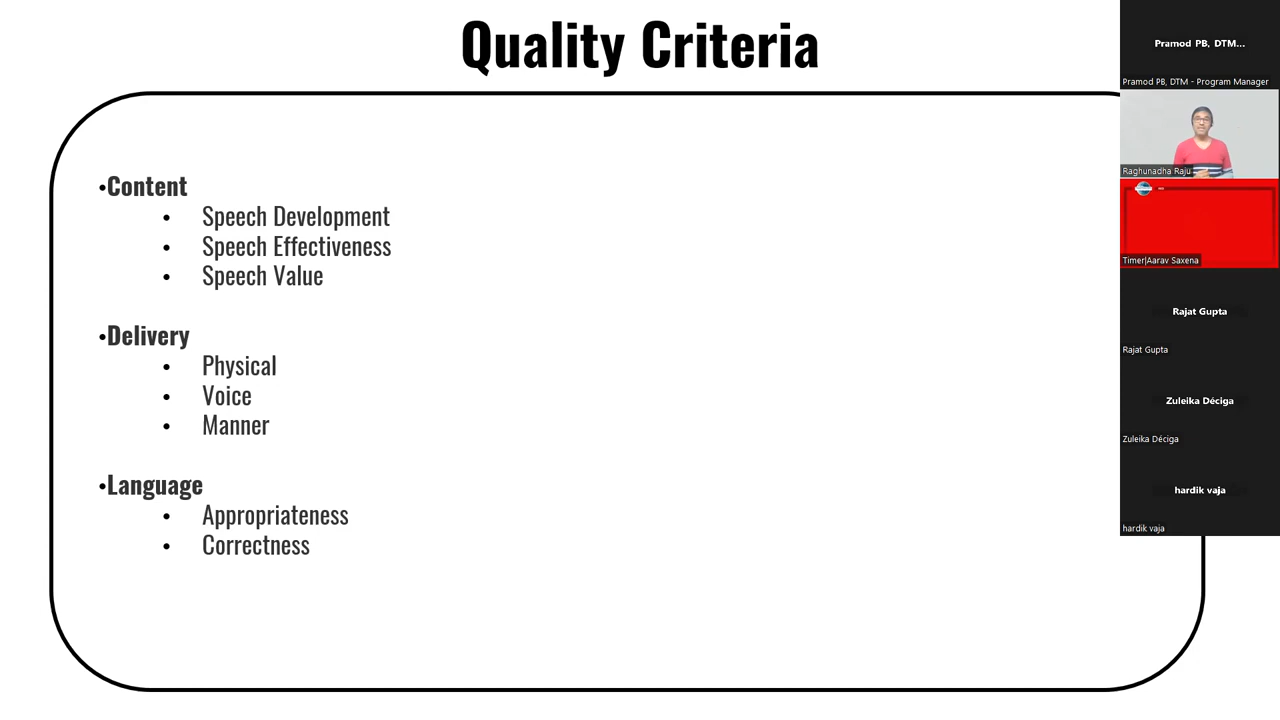 Quality Criteria
•Content
• Speech Development
• Speech Effectiveness
• Speech Value
•Delivery
• Physical
• Voice
• Manner
•Language
• Appropriateness
• Correctness
Pramod PB, DTM...
Pramod PB, DTM - Program Manager
Raghunadha Raju
Timer|Aarav Saxena
Rajat Gupta
Rajat Gupta
Zuleika Déciga
Zuleika Déciga
hardik vaja
hardik vaja